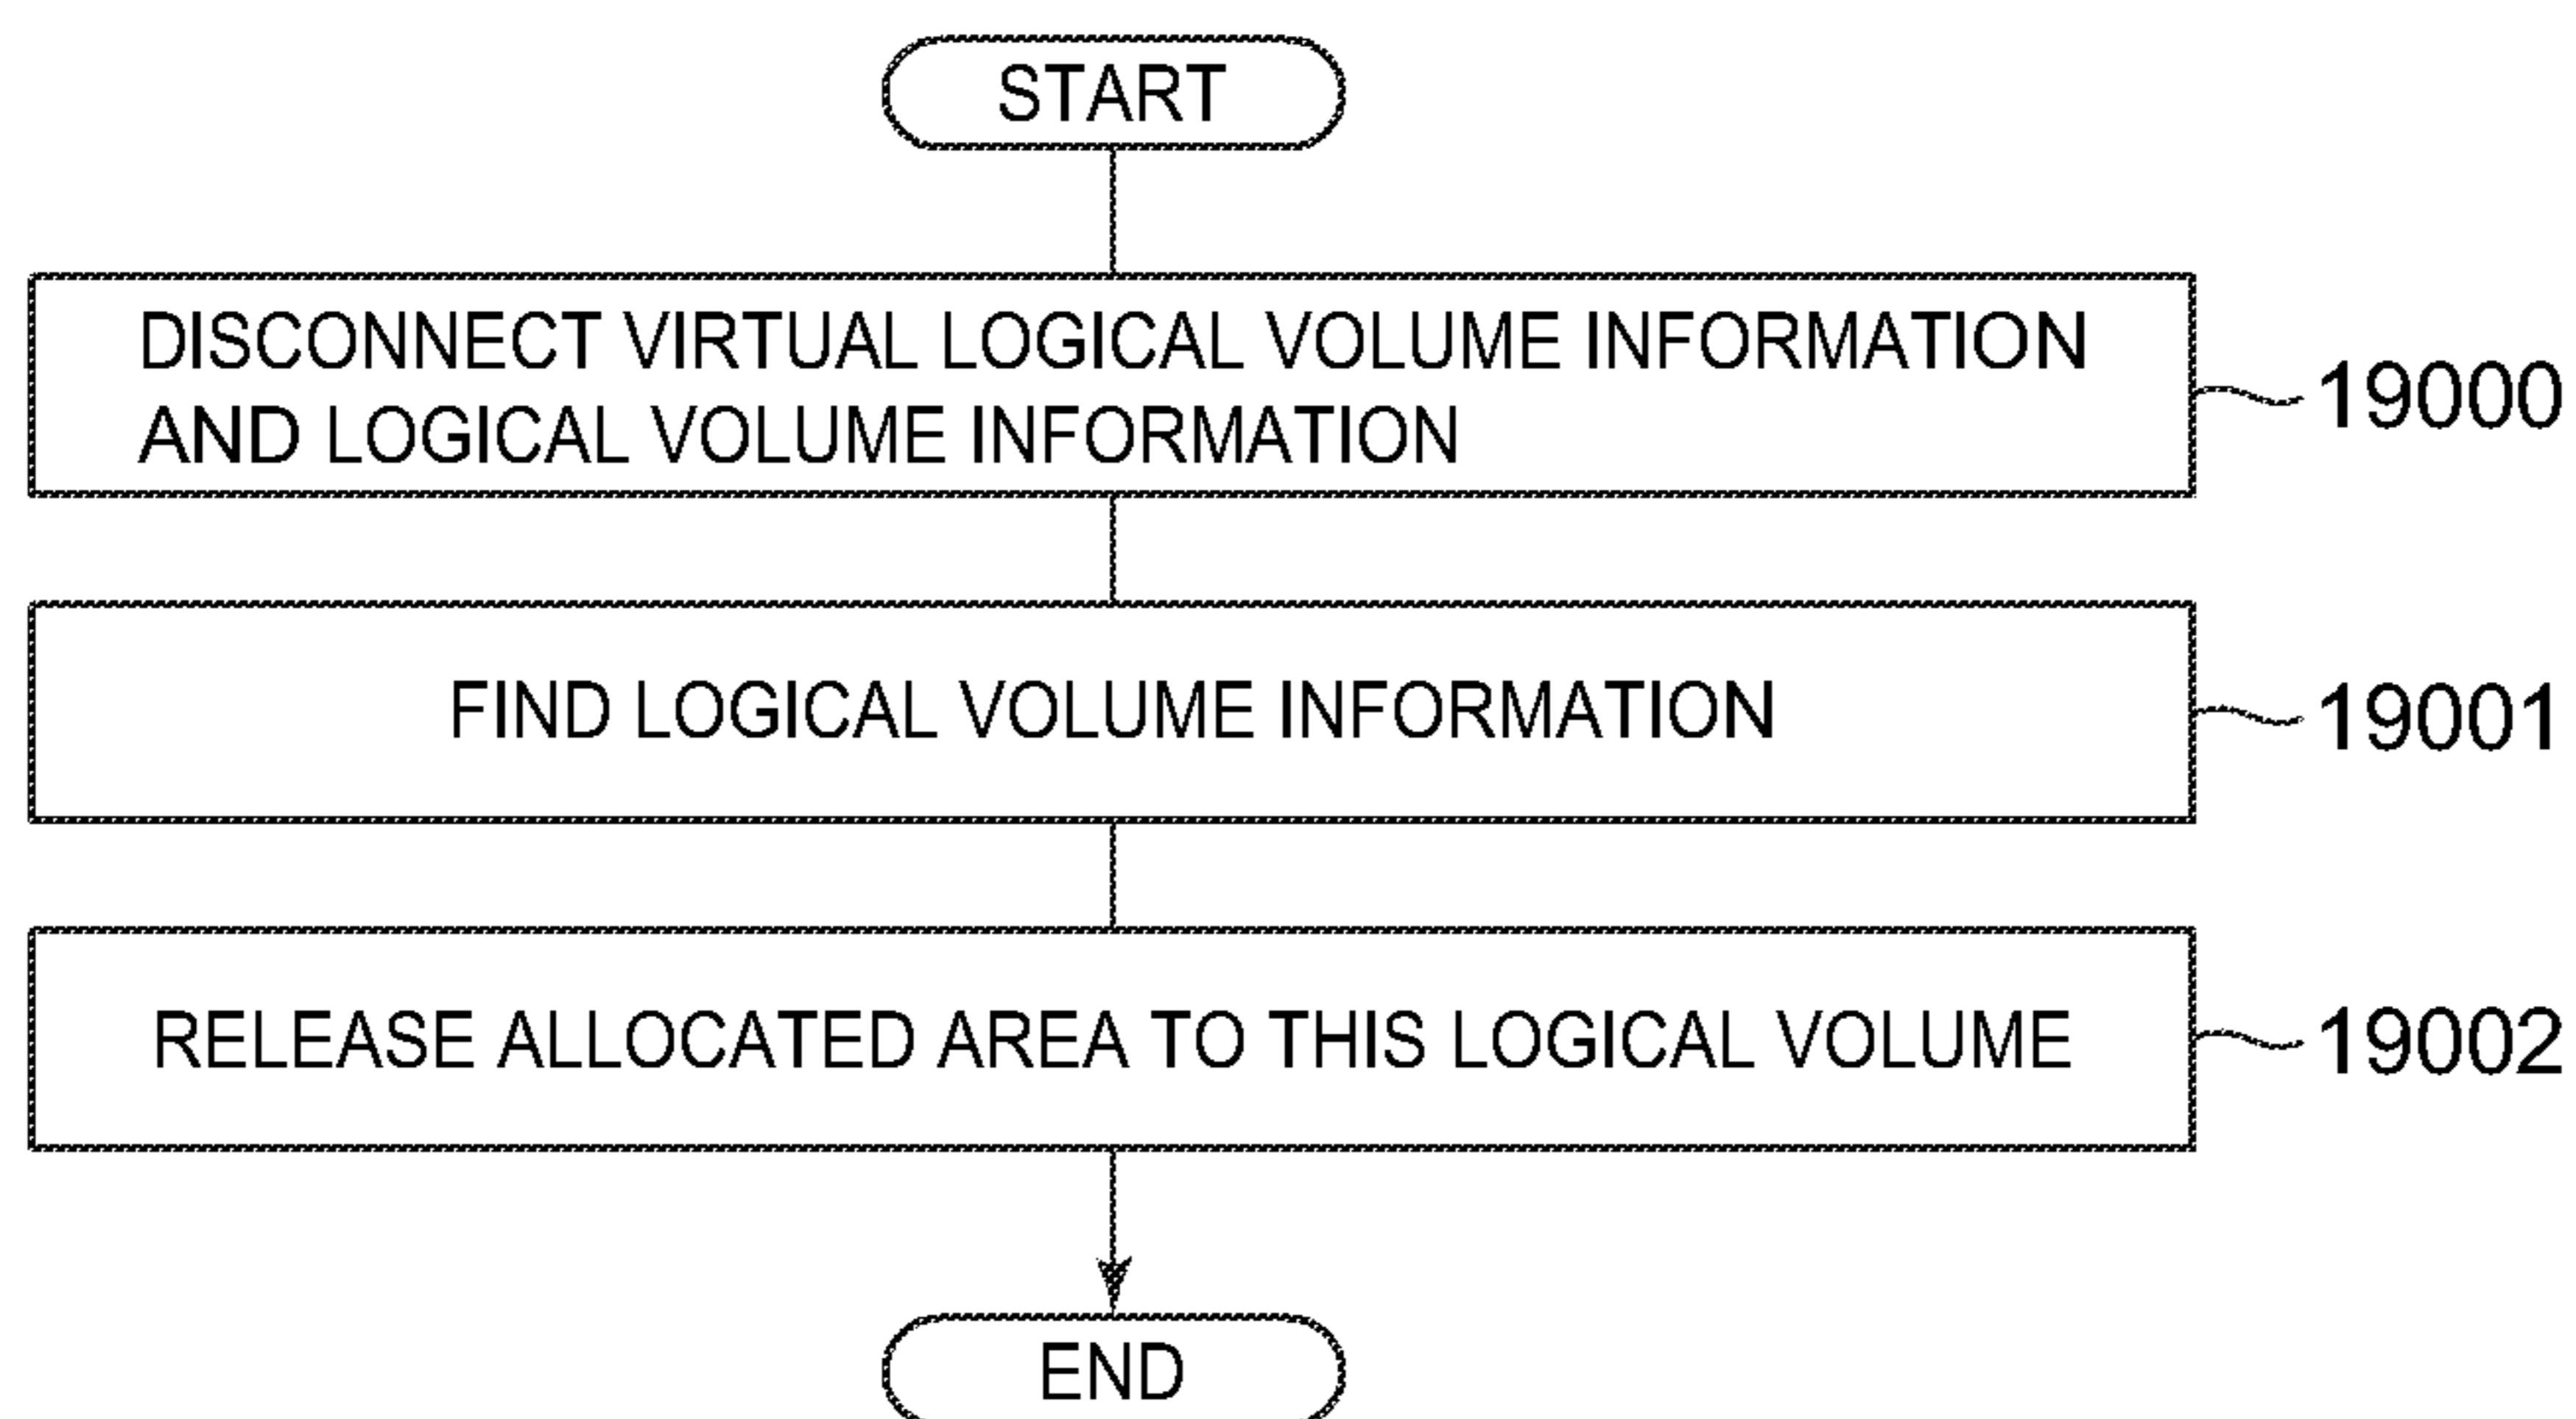 START
DISCONNECT VIRTUAL LOGICAL VOLUME INFORMATION
AND LOGICAL VOLUME INFORMATION
19000
FIND LOGICAL VOLUME INFORMATION
19001
RELEASE ALLOCATED AREA TO THIS LOGICAL VOLUME
19002
END